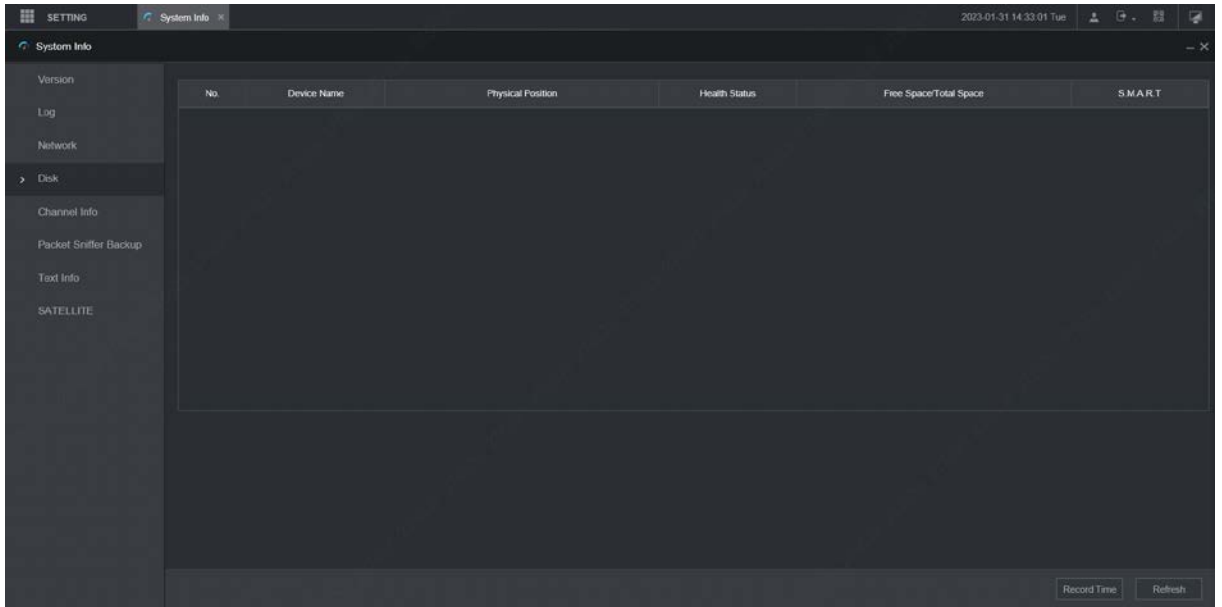 SETTING System Info × 2023-01-31 14:33:01 Tue
System Info
Version
No. Device Name Physical Position Health Status Free Space/Total Space S.M.A.R.T
Log
Network
Disk
Channel Info
Packet Sniffer Backup
Text Info
SATELLITE
Record Time Refresh